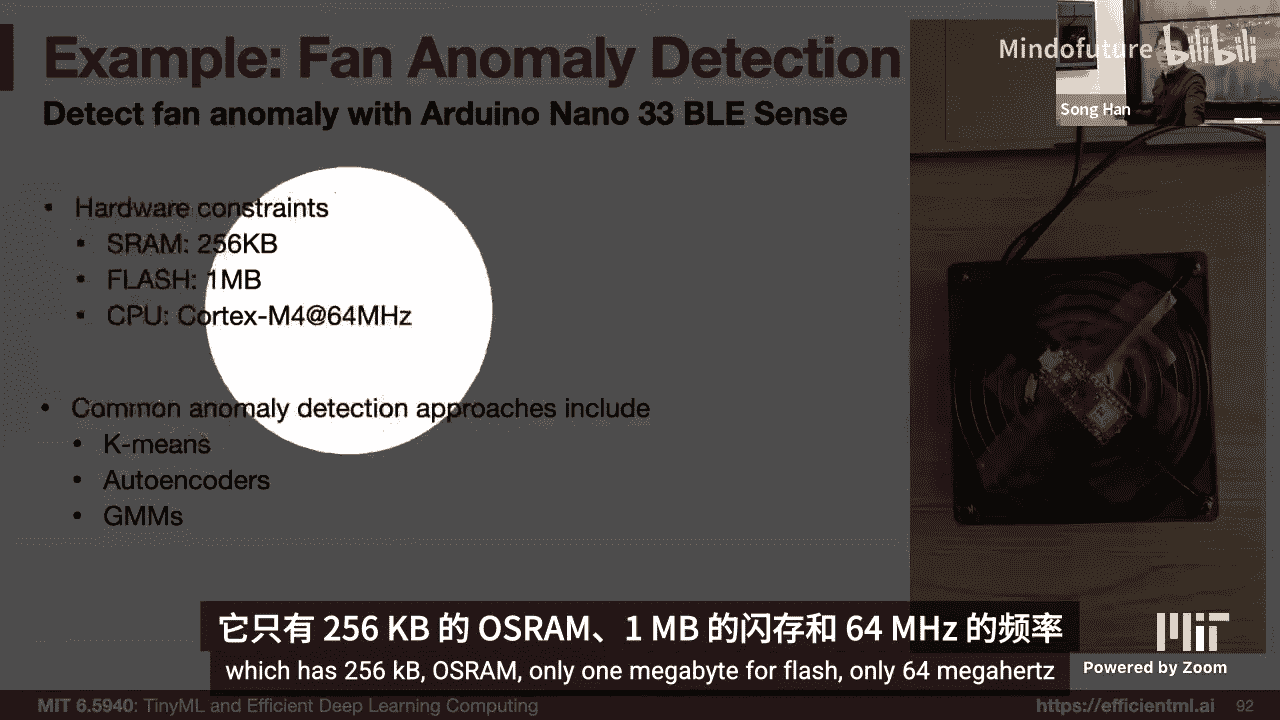 Example: Fan Anomaly Detection
Mindofuture bilibili
Song Han
Detect fan anomaly with Arduino Nano 33 BLE Sense
• Hardware constraints
• SRAM: 256KB
• FLASH: 1MB
• CPU: Cortex-M4@64MHz
• Common anomaly detection approaches include
• K-means
• Autoencoders
• GMMs
它只有 256 KB 的 OSRAM、1 MB 的闪存和 64 MHz 的频率
which has 256 kB, OSRAM, only one megabyte for flash, only 64 megahertz
MIT
Powered by Zoom
MIT 6.5940: TinyML and Efficient Deep Learning Computing
https://efficientml.ai
92